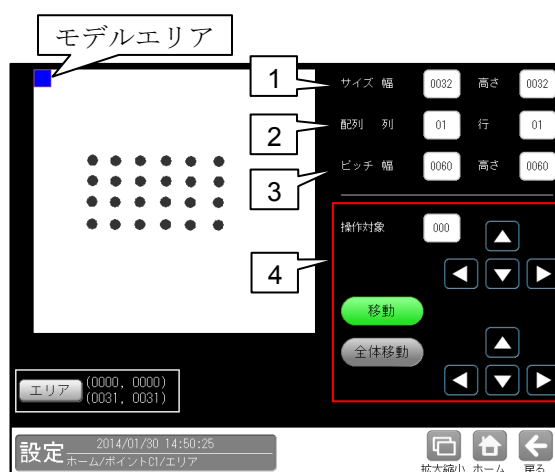 モデルエリア
1
サイズ 幅 0032 高さ 0032
2
配列 列 01 行 01
3
ピッチ 幅 0060 高さ 0060
4
操作対象 000
移動
全体移動
エリア (0000, 0000)
(0031, 0031)
設定 2014/01/30 14:50:25
ホーム/ポイント01/エリア
拡大縮小 ホーム 戻る